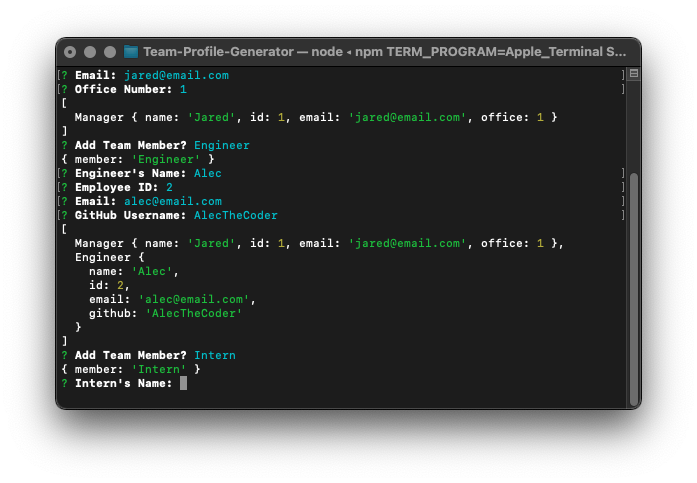 Team-Profile-Generator — node ◂ npm TERM_PROGRAM=Apple_Terminal S...
[? Email: jared@email.com ]
[? Office Number: 1 ]
[
  Manager { name: 'Jared', id: 1, email: 'jared@email.com', office: 1 }
]
? Add Team Member? Engineer
{ member: 'Engineer' }
[? Engineer's Name: Alec ]
[? Employee ID: 2 ]
[? Email: alec@email.com ]
[? GitHub Username: AlecTheCoder ]
[
  Manager { name: 'Jared', id: 1, email: 'jared@email.com', office: 1 },
  Engineer {
    name: 'Alec',
    id: 2,
    email: 'alec@email.com',
    github: 'AlecTheCoder'
  }
]
? Add Team Member? Intern
{ member: 'Intern' }
? Intern's Name: